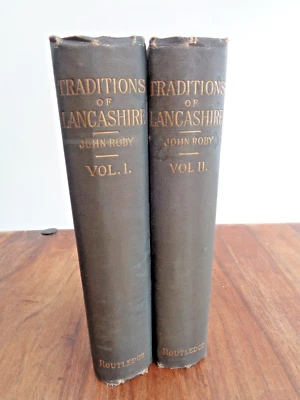 TRADITIONS
OF
LANCASHIRE
JOHN ROBY
VOL. I.
ROUTLEDGE
TRADITIONS
OF
LANCASHIRE
JOHN ROBY
VOL II.
ROUTLEDGE